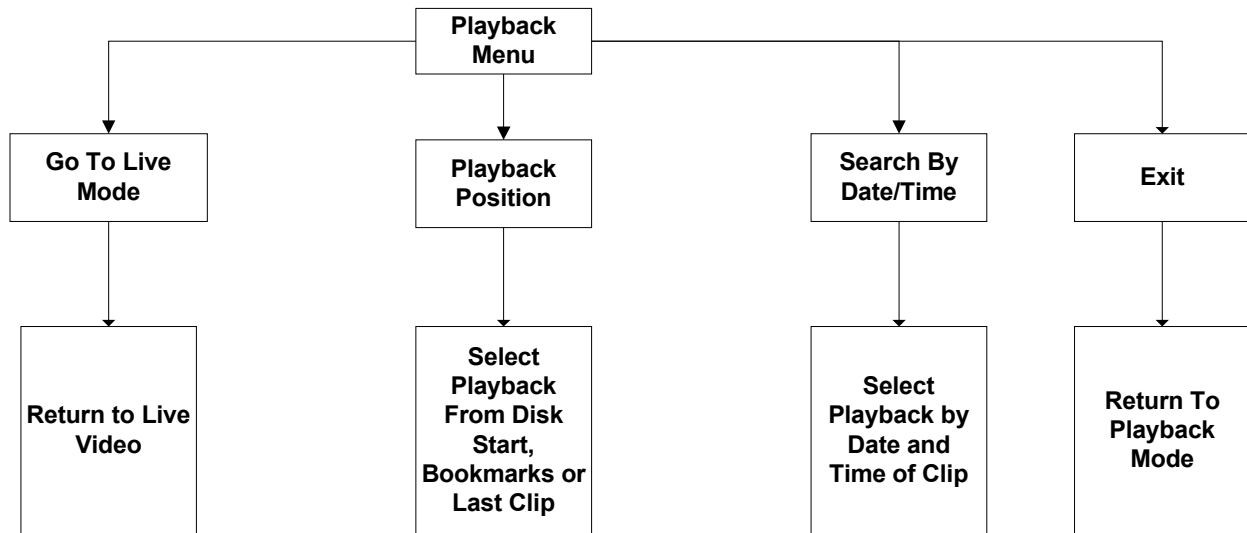 Playback
Menu
Go To Live
Mode
Playback
Position
Search By
Date/Time
Exit
Return to Live
Video
Select
Playback
From Disk
Start,
Bookmarks or
Last Clip
Select
Playback by
Date and
Time of Clip
Return To
Playback
Mode